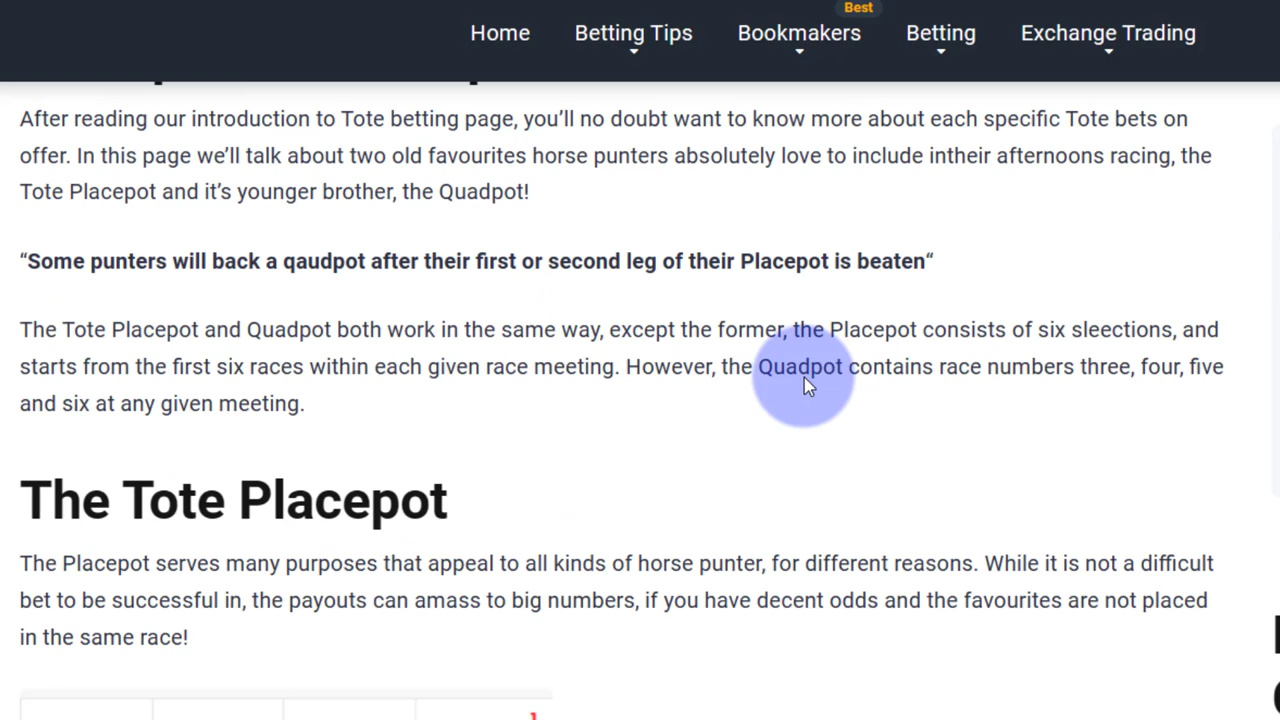 Best
Home Betting Tips Bookmakers Betting Exchange Trading
After reading our introduction to Tote betting page, you’ll no doubt want to know more about each specific Tote bets on
offer. In this page we’ll talk about two old favourites horse punters absolutely love to include intheir afternoons racing, the
Tote Placepot and it’s younger brother, the Quadpot!
“Some punters will back a qaudpot after their first or second leg of their Placepot is beaten“
The Tote Placepot and Quadpot both work in the same way, except the former, the Placepot consists of six sleections, and
starts from the first six races within each given race meeting. However, the Quadpot contains race numbers three, four, five
and six at any given meeting.
The Tote Placepot
The Placepot serves many purposes that appeal to all kinds of horse punter, for different reasons. While it is not a difficult
bet to be successful in, the payouts can amass to big numbers, if you have decent odds and the favourites are not placed
in the same race!